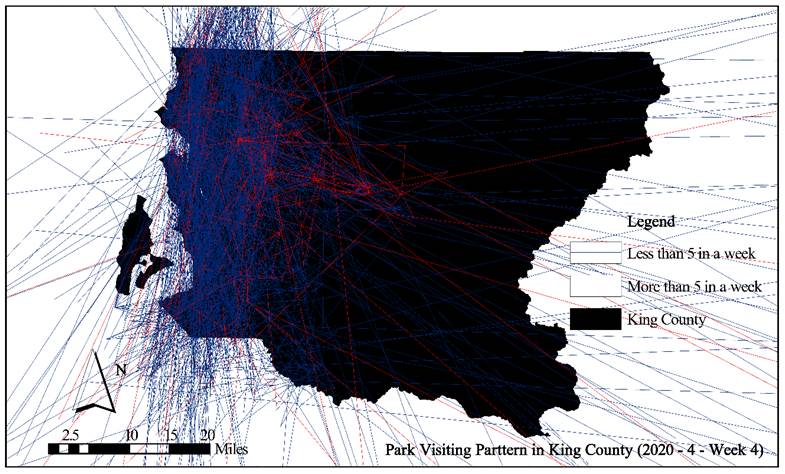 Legend
Less than 5 in a week
More than 5 in a week
King County
N
2.5 10 15 20
Miles
Park Visiting Parttern in King County (2020 - 4 - Week 4)